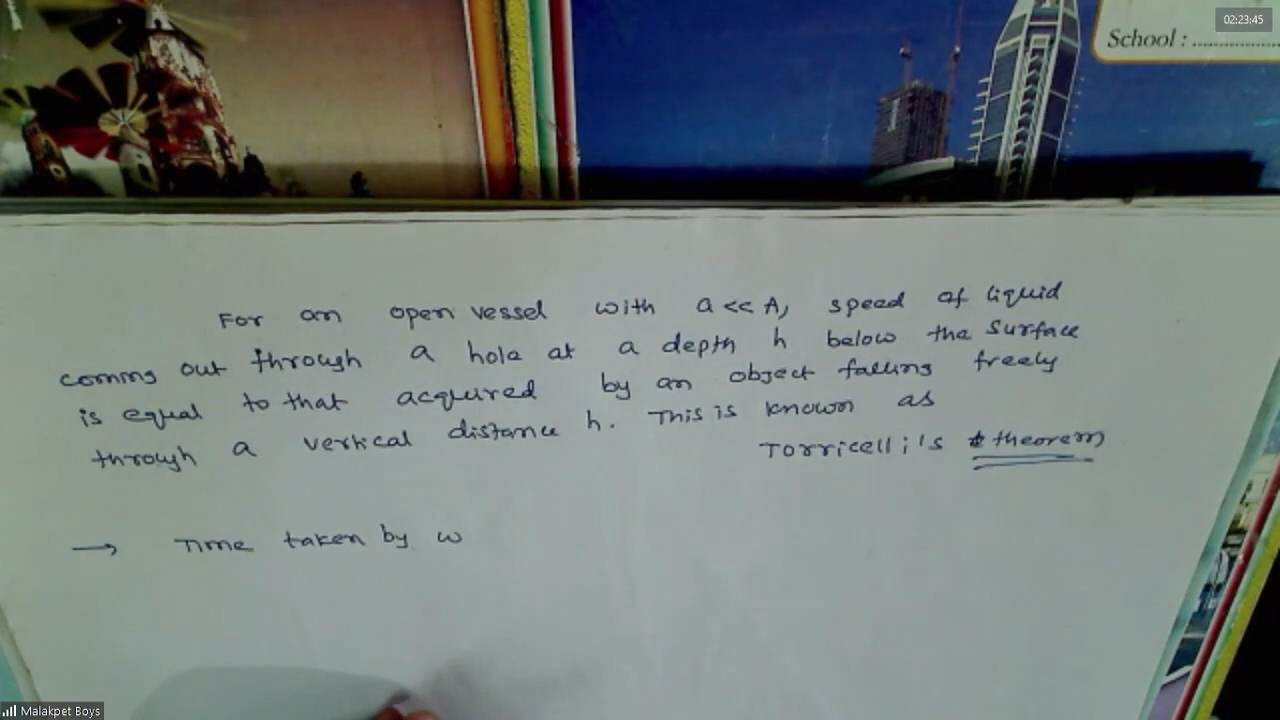 02:23:45
School : ..................
For an open vessel with a << A, speed of liquid
coming out through a hole at a depth h below the surface
is equal to that acquired by an object falling freely
through a vertical distance h. This is known as
Torricelli's theorem
→ Time taken by w
Malakpet Boys